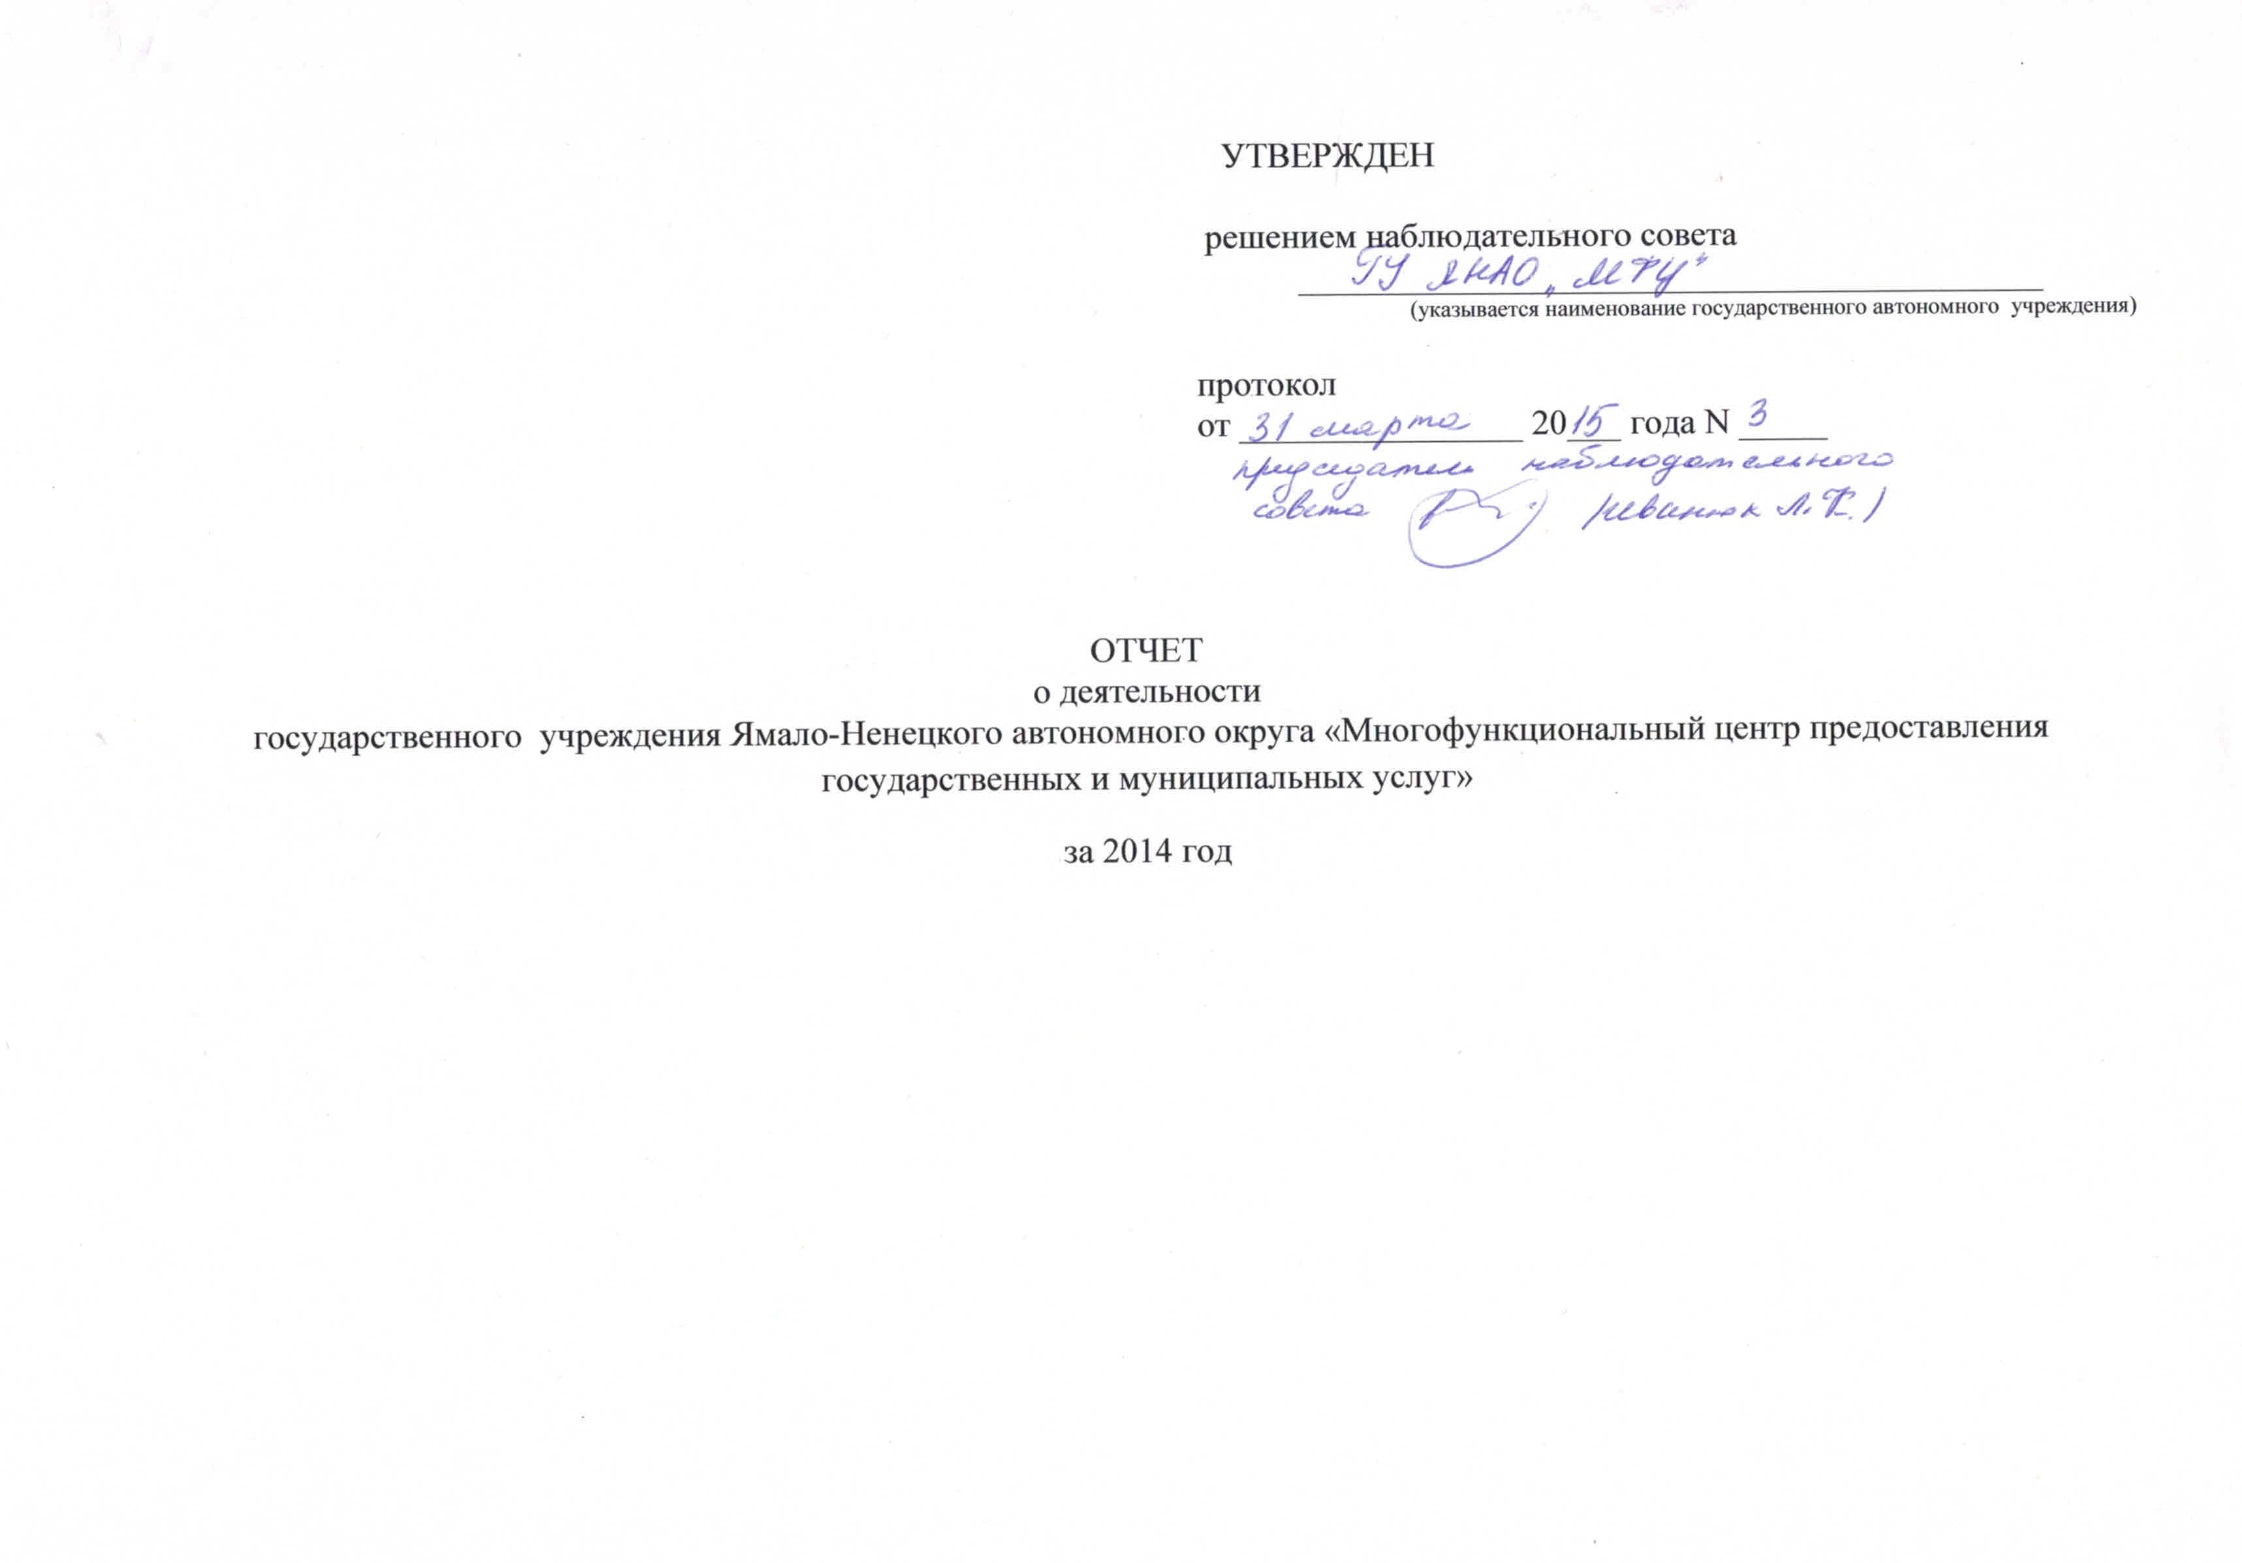 УТВЕРЖДЕН
решением наблюдательного совета
ГУ ЯНАО „МФЦ"
(указывается наименование государственного автономного учреждения)
протокол
от 31 марта 2015 года N 3
председатель наблюдательного
совета Л.Ф.)
ОТЧЕТ
о деятельности
государственного учреждения Ямало-Ненецкого автономного округа «Многофункциональный центр предоставления
государственных и муниципальных услуг»
за 2014 год